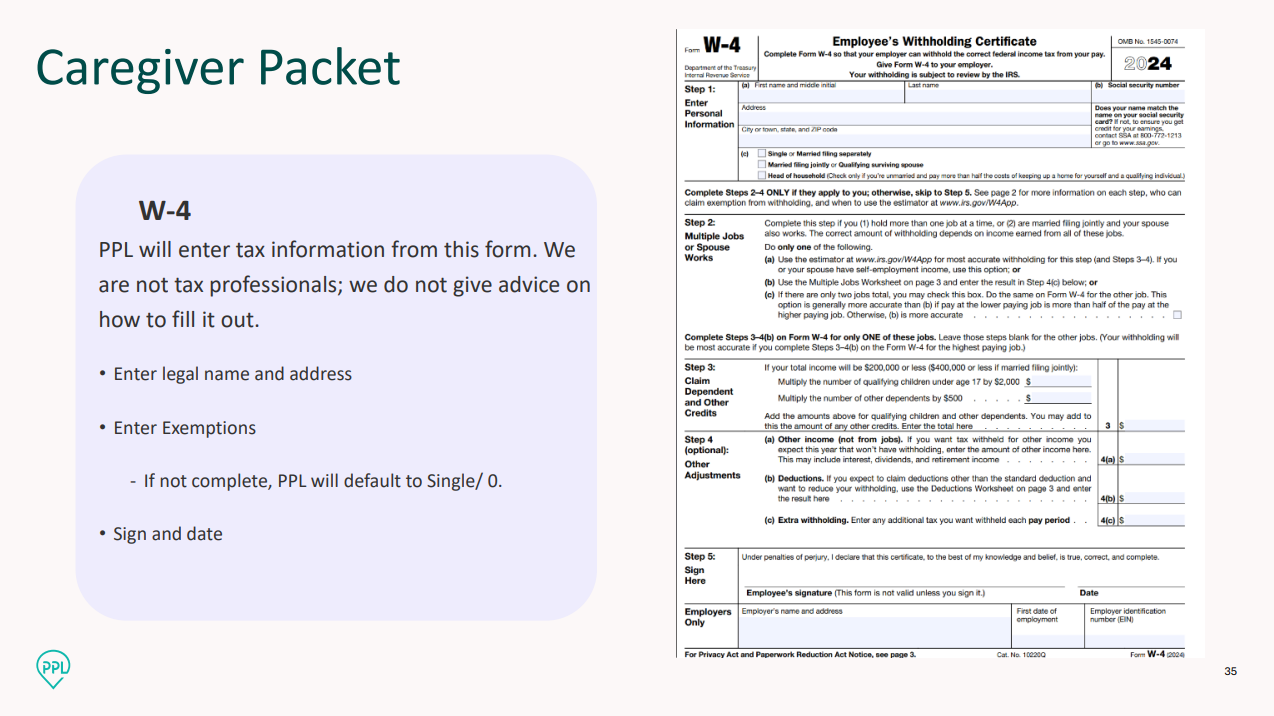 Caregiver Packet
W-4
PPL will enter tax information from this form. We
are not tax professionals; we do not give advice on
how to fill it out.
• Enter legal name and address
• Enter Exemptions
- If not complete, PPL will default to Single/ 0.
• Sign and date
PPL
Form W-4
Department of the Treasury
Internal Revenue Service
Employee's Withholding Certificate
Complete Form W-4 so that your employer can withhold the correct federal income tax from your pay.
Give Form W-4 to your employer.
Your withholding is subject to review by the IRS.
OMB No. 1545-0074
2024
Step 1:
Enter
Personal
Information
(a) First name and middle initial
Last name
(b) Social security number
Address
City or town, state, and ZIP code
Does your name match the
name on your social security
card? If not, to ensure you get
credit for your earnings,
contact SSA at 800-772-1213
or go to www.ssa.gov.
(c) Single or Married filing separately
Married filing jointly or Qualifying surviving spouse
Head of household (Check only if you're unmarried and pay more than half the costs of keeping up a home for yourself and a qualifying individual.)
Complete Steps 2–4 ONLY if they apply to you; otherwise, skip to Step 5. See page 2 for more information on each step, who can
claim exemption from withholding, and when to use the estimator at www.irs.gov/W4App.
Step 2:
Multiple Jobs
or Spouse
Works
Complete this step if you (1) hold more than one job at a time, or (2) are married filing jointly and your spouse
also works. The correct amount of withholding depends on income earned from all of these jobs.
Do only one of the following.
(a) Use the estimator at www.irs.gov/W4App for most accurate withholding for this step (and Steps 3–4). If you
or your spouse have self-employment income, use this option; or
(b) Use the Multiple Jobs Worksheet on page 3 and enter the result in Step 4(c) below; or
(c) If there are only two jobs total, you may check this box. Do the same on Form W-4 for the other job. This
option is generally more accurate than (b) if pay at the lower paying job is more than half of the pay at the
higher paying job. Otherwise, (b) is more accurate . . . . . . . . . . . . . . . . . .
Complete Steps 3–4(b) on Form W-4 for only ONE of these jobs. Leave those steps blank for the other jobs. (Your withholding will
be most accurate if you complete Steps 3–4(b) on the Form W-4 for the highest paying job.)
Step 3:
Claim
Dependent
and Other
Credits
If your total income will be $200,000 or less ($400,000 or less if married filing jointly):
Multiply the number of qualifying children under age 17 by $2,000 $
Multiply the number of other dependents by $500 . . . . . $
Add the amounts above for qualifying children and other dependents. You may add to
this the amount of any other credits. Enter the total here . . . . . . . . . . 3 $
Step 4
(optional):
Other
Adjustments
(a) Other income (not from jobs). If you want tax withheld for other income you
expect this year that won't have withholding, enter the amount of other income here.
This may include interest, dividends, and retirement income . . . . . . . . 4(a) $
(b) Deductions. If you expect to claim deductions other than the standard deduction and
want to reduce your withholding, use the Deductions Worksheet on page 3 and enter
the result here . . . . . . . . . . . . . . . . . . . . . . . 4(b) $
(c) Extra withholding. Enter any additional tax you want withheld each pay period . . 4(c) $
Step 5:
Sign
Here
Under penalties of perjury, I declare that this certificate, to the best of my knowledge and belief, is true, correct, and complete.
Employee's signature (This form is not valid unless you sign it.)
Date
Employers
Only
Employer's name and address
First date of
employment
Employer identification
number (EIN)
For Privacy Act and Paperwork Reduction Act Notice, see page 3.
Cat. No. 10220Q
Form W-4 (2024)
35